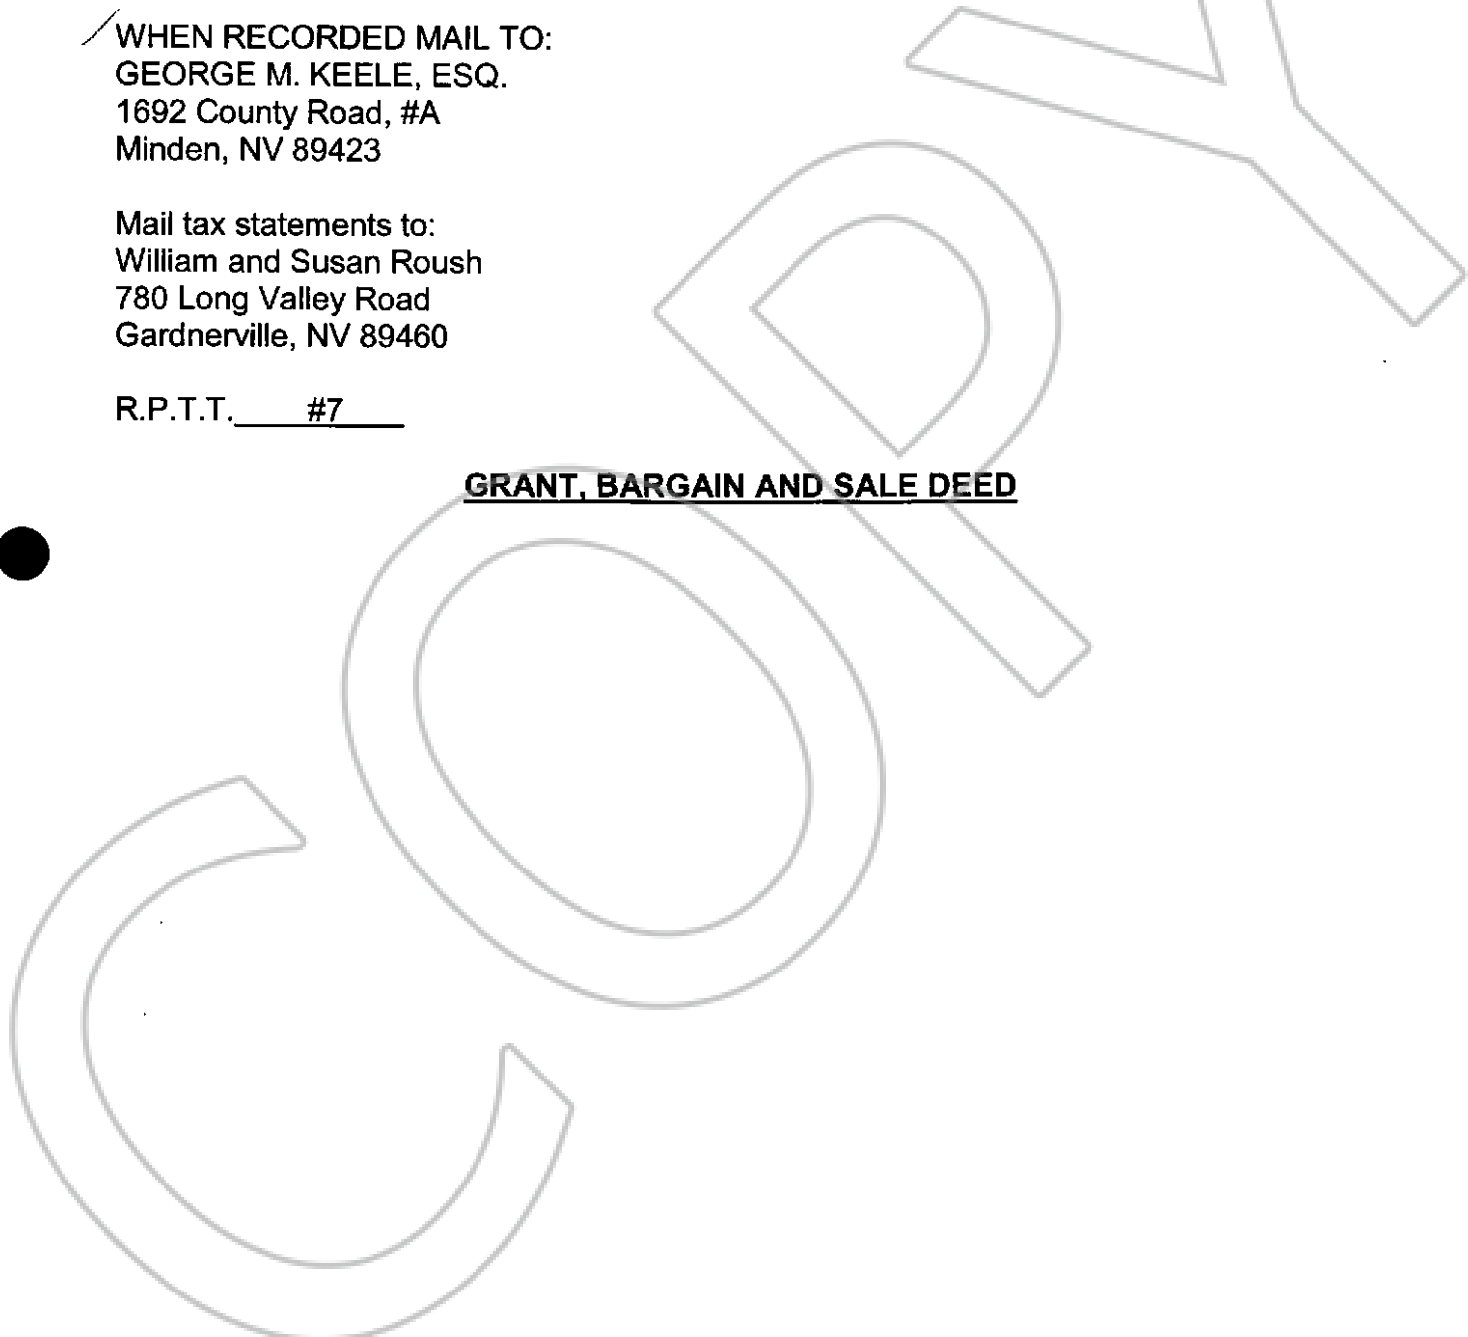 WHEN RECORDED MAIL TO:
GEORGE M. KEELE, ESQ.
1692 County Road, #A
Minden, NV 89423
Mail tax statements to:
William and Susan Roush
780 Long Valley Road
Gardnerville, NV 89460
R.P.T.T. #7
GRANT, BARGAIN AND SALE DEED
COPY